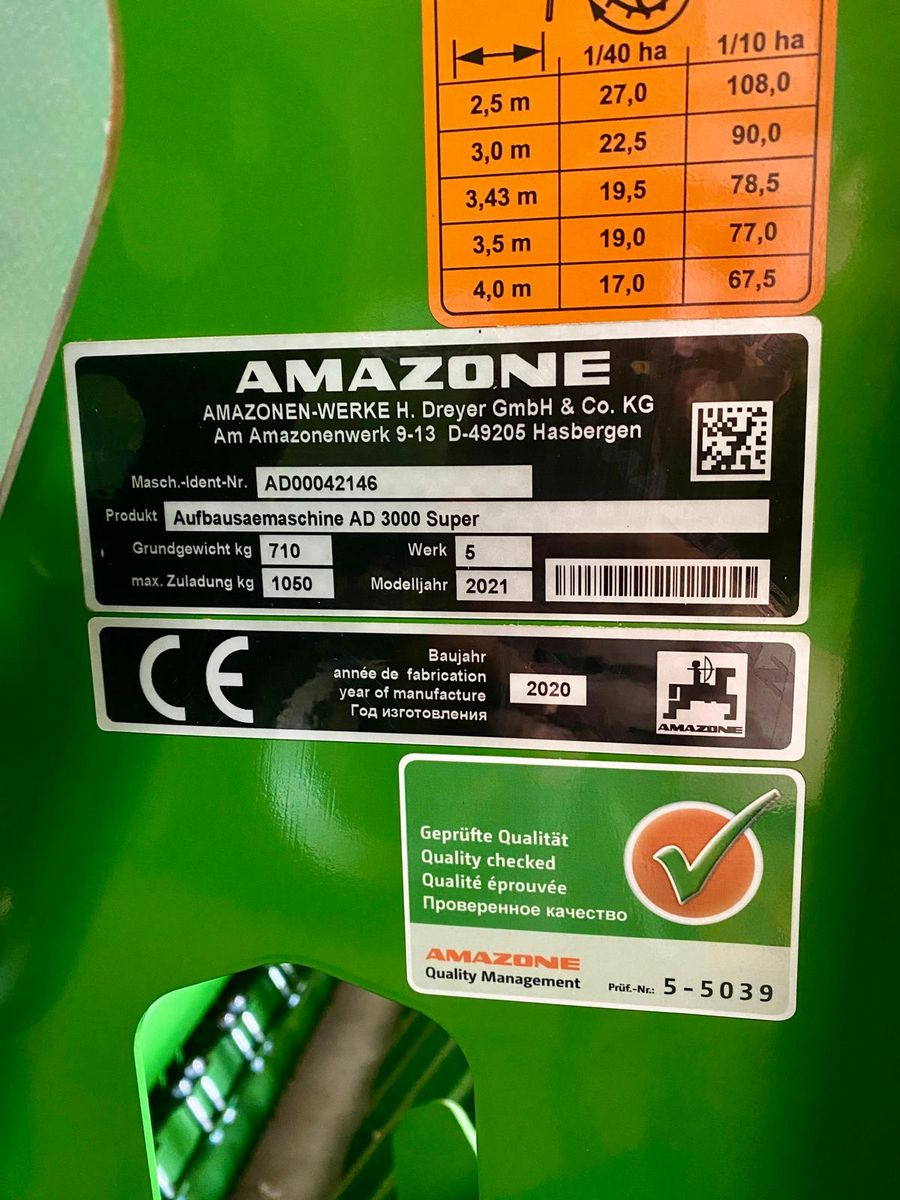 1/40 ha 1/10 ha
2,5 m 27,0 108,0
3,0 m 22,5 90,0
3,43 m 19,5 78,5
3,5 m 19,0 77,0
4,0 m 17,0 67,5
AMAZONE
AMAZONEN-WERKE H. Dreyer GmbH & Co. KG
Am Amazonenwerk 9-13 D-49205 Hasbergen
Masch.-Ident-Nr. AD00042146
Produkt Aufbausaemaschine AD 3000 Super
Grundgewicht kg 710 Werk 5
max. Zuladung kg 1050 Modelljahr 2021
CE
Baujahr
année de fabrication
year of manufacture
Год изготовления
2020
AMAZONE
Geprüfte Qualität
Quality checked
Qualité éprouvée
Проверенное качество
AMAZONE
Quality Management
Prüf.-Nr.: 5-5039